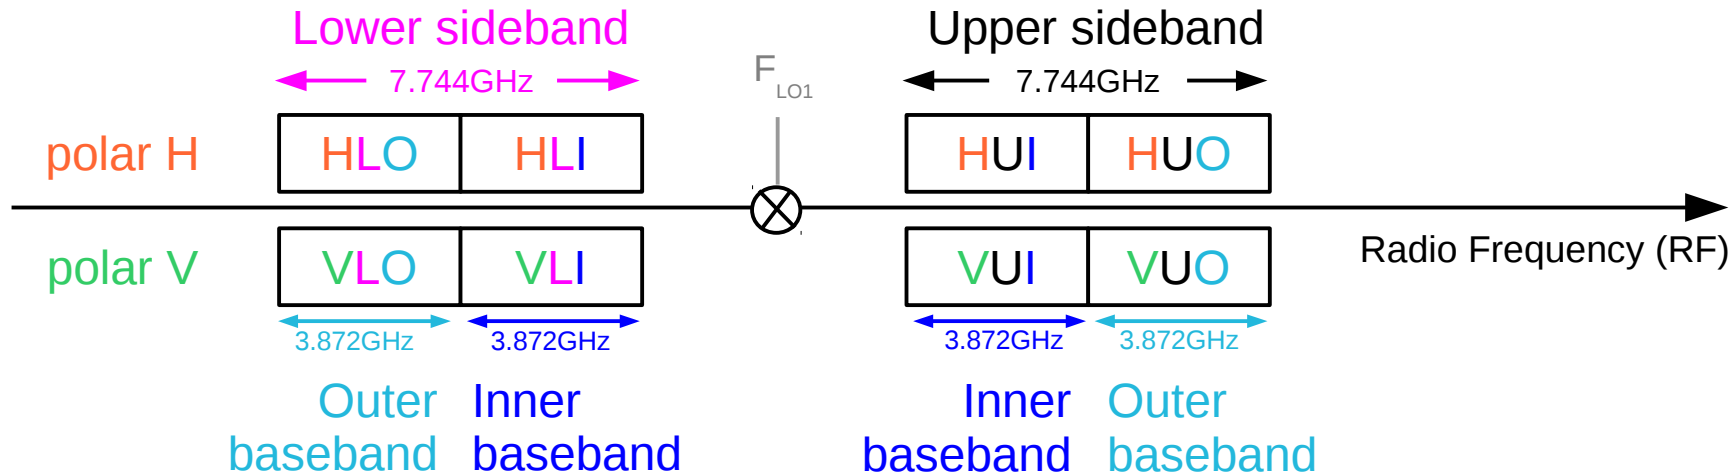 Lower sideband
Upper sideband
7.744GHz
F LO1
7.744GHz
polar H
HLO
HLI
HUI
HUO
Radio Frequency (RF)
polar V
VLO
VLI
VUI
VUO
3.872GHz
3.872GHz
3.872GHz
3.872GHz
Outer
baseband
Inner
baseband
Inner
baseband
Outer
baseband